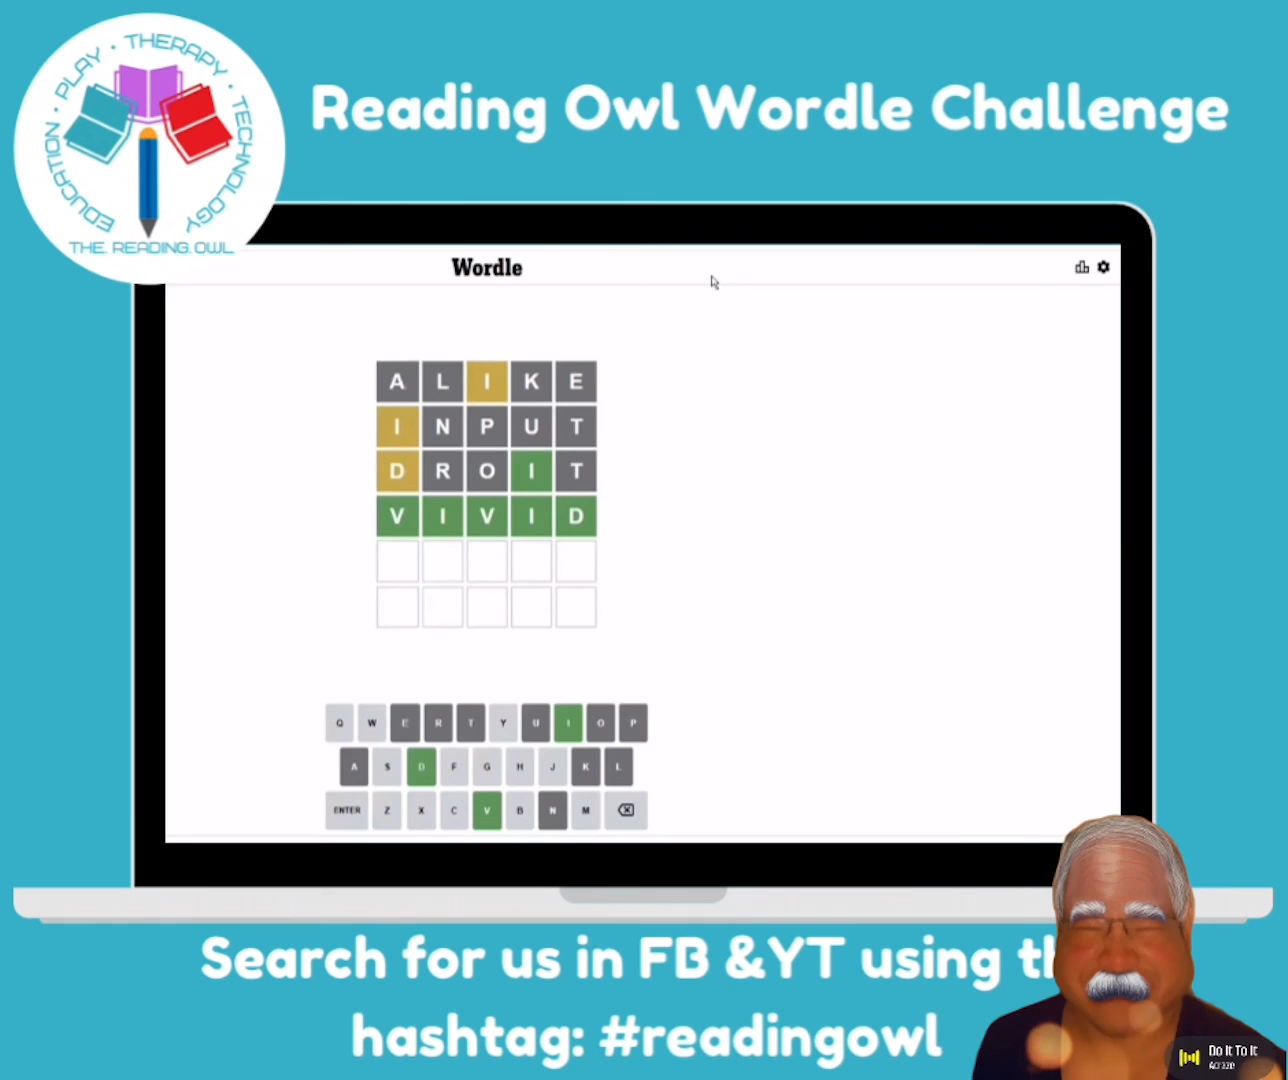 EDUCATION · PLAY · THERAPY · TECHNOLOGY
THE. READING. OWL
Reading Owl Wordle Challenge
Wordle
A L I K E
I N P U T
D R O I T
V I V I D
Q W E R T Y U I O P
A S D F G H J K L
ENTER Z X C V B N M
Search for us in FB &YT using
hashtag: #readingowl
Do It To It
Acraze